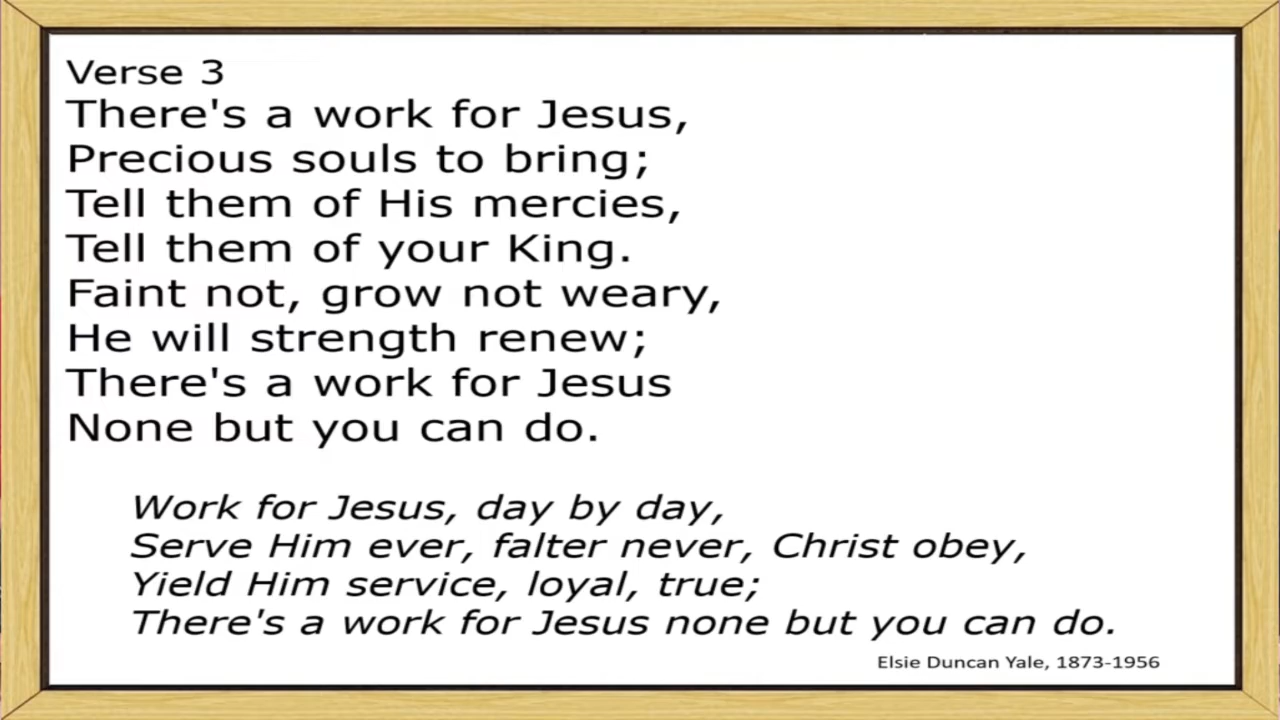 Verse 3
There's a work for Jesus,
Precious souls to bring;
Tell them of His mercies,
Tell them of your King.
Faint not, grow not weary,
He will strength renew;
There's a work for Jesus
None but you can do.
Work for Jesus, day by day,
Serve Him ever, falter never, Christ obey,
Yield Him service, loyal, true;
There's a work for Jesus none but you can do.
Elsie Duncan Yale, 1873-1956